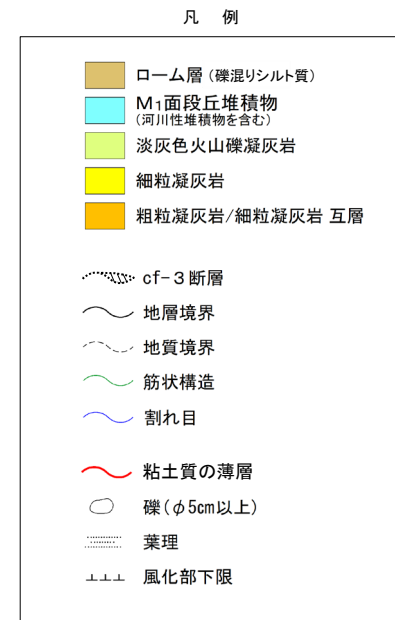 凡 例
ローム層 (礫混りシルト質)
M1面段丘堆積物
(河川性堆積物を含む)
淡灰色火山礫凝灰岩
細粒凝灰岩
粗粒凝灰岩/細粒凝灰岩 互層
cf-3断層
地層境界
地質境界
筋状構造
割れ目
粘土質の薄層
礫(φ5cm以上)
葉理
風化部下限